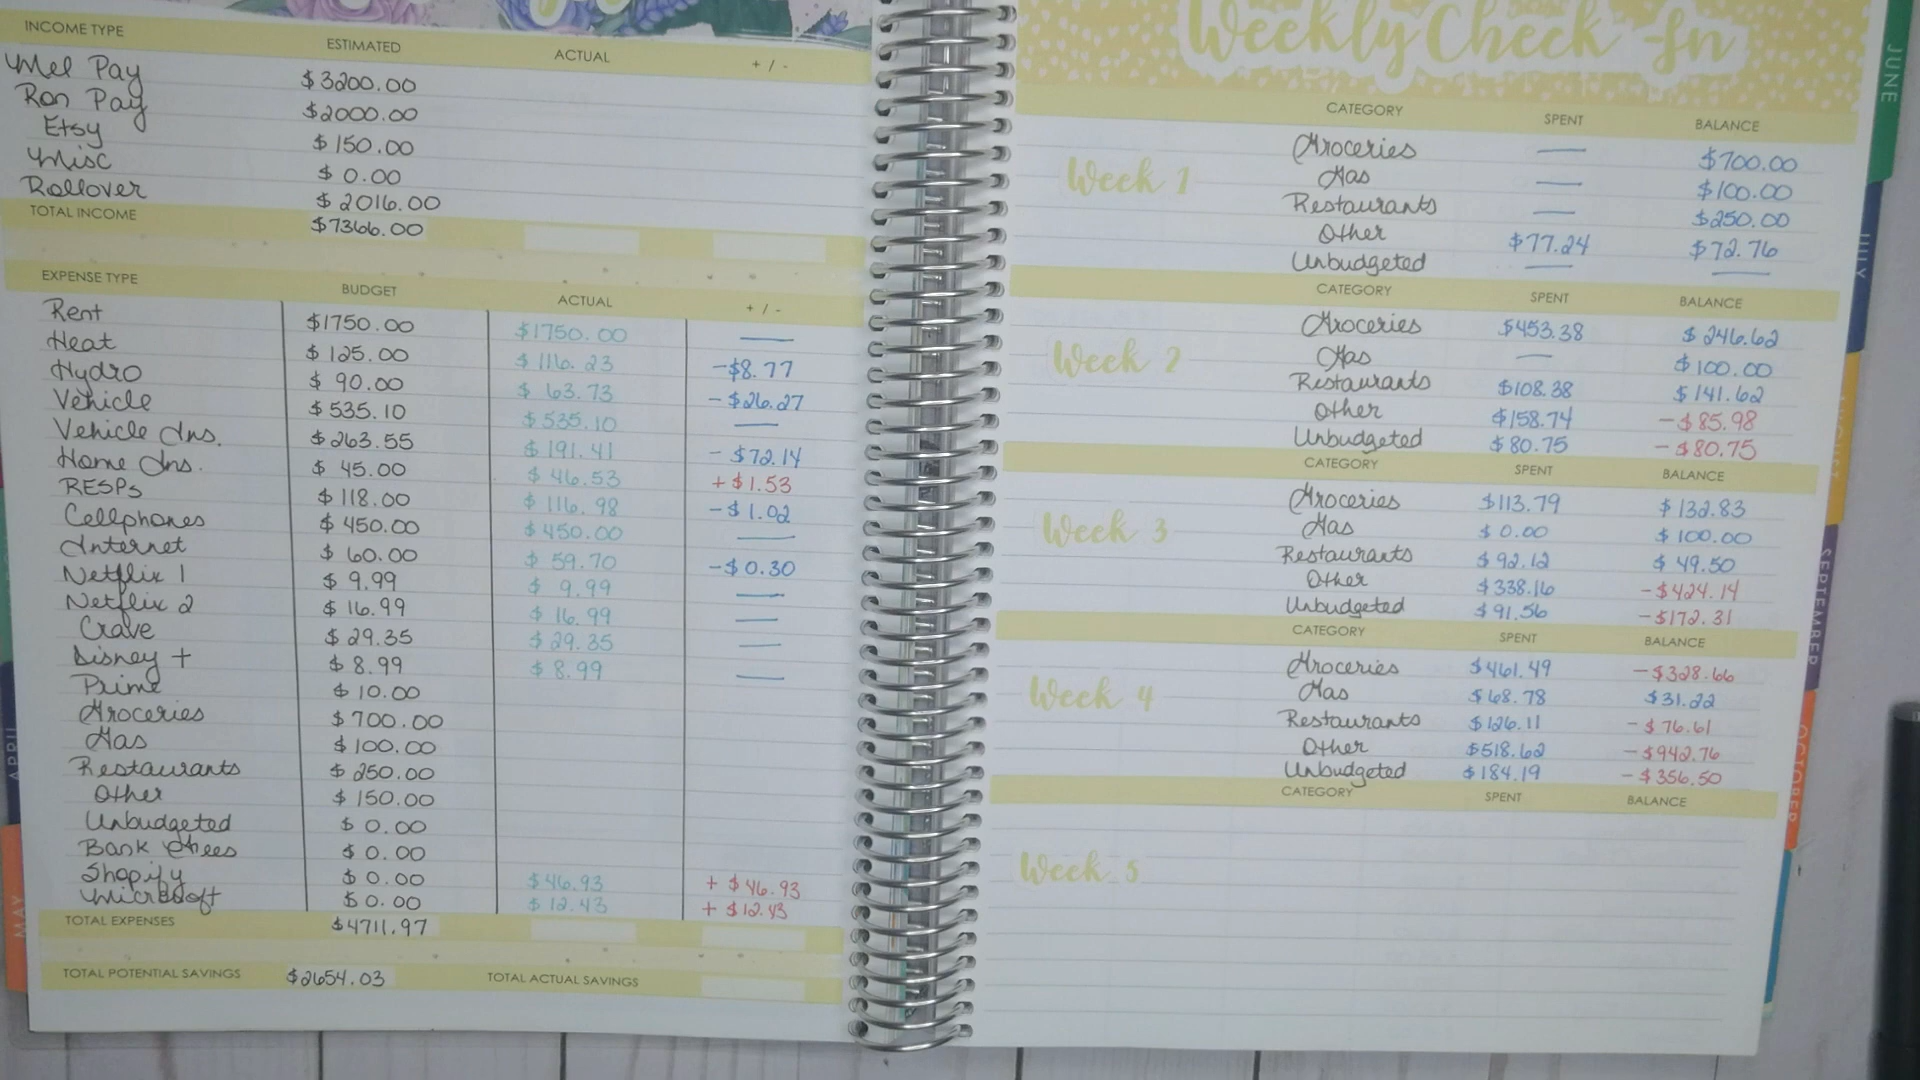 INCOME TYPE ESTIMATED ACTUAL + / -
Mel Pay $3200.00
Ron Pay $2000.00
Etsy $150.00
Misc $0.00
Rollover $2016.00
TOTAL INCOME $7366.00
EXPENSE TYPE BUDGET ACTUAL + / -
Rent $1750.00 $1750.00 —
Heat $125.00 $116.23 -$8.77
Hydro $90.00 $63.73 -$26.27
Vehicle $535.10 $535.10 —
Vehicle Ins. $263.55 $191.41 -$72.14
Home Ins. $45.00 $46.53 +$1.53
RESPs $118.00 $116.98 -$1.02
Cellphones $450.00 $450.00 —
Internet $60.00 $59.70 -$0.30
Netflix 1 $9.99 $9.99 —
Netflix 2 $16.99 $16.99 —
Crave $29.35 $29.35 —
Disney + $8.99 $8.99 —
Prime $10.00
Groceries $700.00
Gas $100.00
Restaurants $250.00
Other $150.00
Unbudgeted $0.00
Bank Fees $0.00
Shopify $0.00 $46.93 +$46.93
Microsoft $0.00 $12.43 +$12.43
TOTAL EXPENSES $4711.97
TOTAL POTENTIAL SAVINGS $2654.03 TOTAL ACTUAL SAVINGS
Weekly Check-In
CATEGORY SPENT BALANCE
Week 1
Groceries — $700.00
Gas — $100.00
Restaurants — $250.00
Other $77.24 $72.76
Unbudgeted — —
CATEGORY SPENT BALANCE
Week 2
Groceries $453.38 $246.62
Gas — $100.00
Restaurants $108.38 $141.62
Other $158.74 -$85.98
Unbudgeted $80.75 -$80.75
CATEGORY SPENT BALANCE
Week 3
Groceries $113.79 $132.83
Gas $0.00 $100.00
Restaurants $92.12 $49.50
Other $338.16 -$424.14
Unbudgeted $91.56 -$172.31
CATEGORY SPENT BALANCE
Week 4
Groceries $461.49 -$328.66
Gas $68.78 $31.22
Restaurants $126.11 -$76.61
Other $518.62 -$942.76
Unbudgeted $184.19 -$356.50
CATEGORY SPENT BALANCE
Week 5
JUNE
JULY
AUGUST
SEPTEMBER
OCTOBER
APRIL
MAY